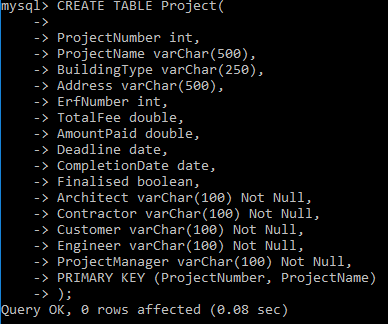 mysql> CREATE TABLE Project(
->
-> ProjectNumber int,
-> ProjectName varChar(500),
-> BuildingType varChar(250),
-> Address varChar(500),
-> ErfNumber int,
-> TotalFee double,
-> AmountPaid double,
-> Deadline date,
-> CompletionDate date,
-> Finalised boolean,
-> Architect varChar(100) Not Null,
-> Contractor varChar(100) Not Null,
-> Customer varChar(100) Not Null,
-> Engineer varChar(100) Not Null,
-> ProjectManager varChar(100) Not Null,
-> PRIMARY KEY (ProjectNumber, ProjectName)
-> );
Query OK, 0 rows affected (0.08 sec)